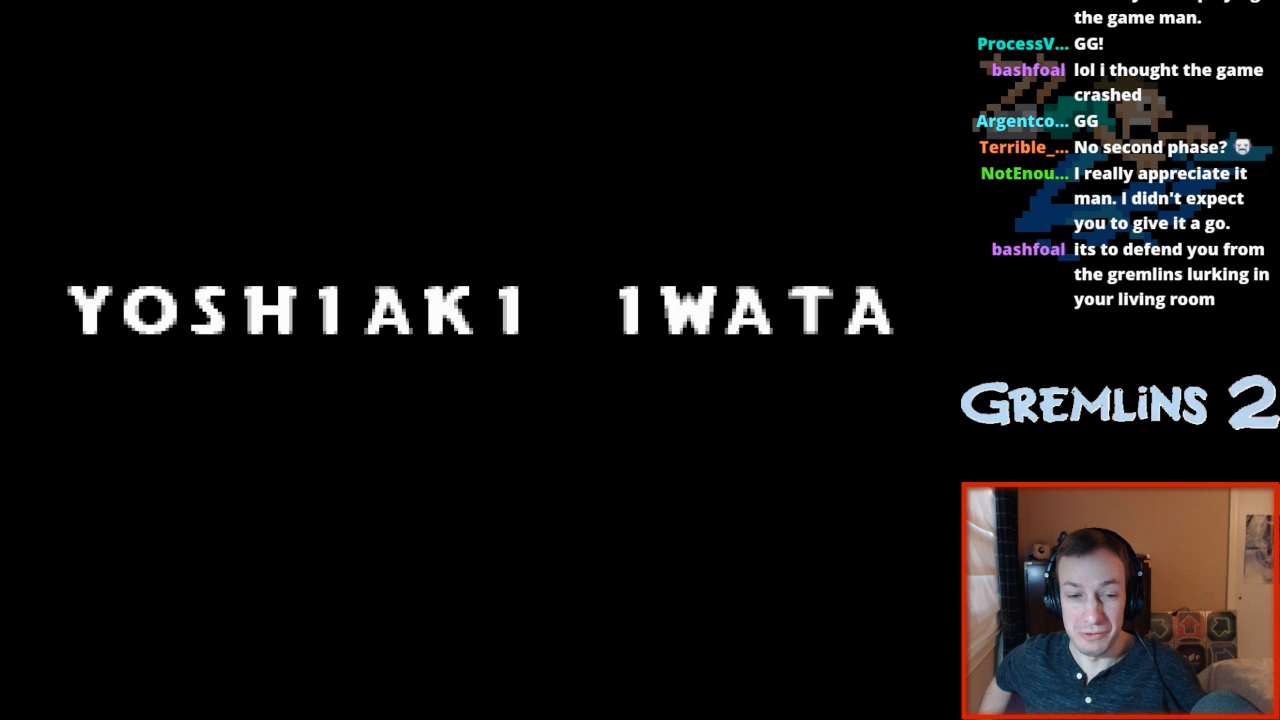 the game man.
ProcessV... GG!
bashfoal lol i thought the game
crashed
Argentco... GG
Terrible_... No second phase?
NotEnou... I really appreciate it
man. I didn't expect
you to give it a go.
bashfoal its to defend you from
the gremlins lurking in
your living room
YOSHIAKI IWATA
GREMLiNS 2